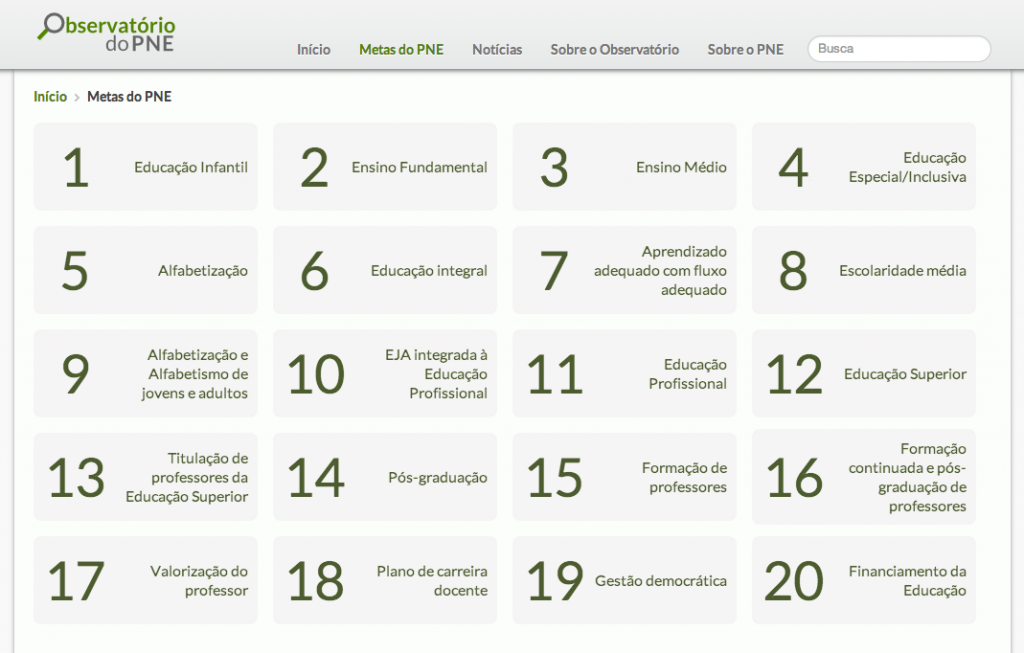 Observatório
do PNE
Início Metas do PNE Notícias Sobre o Observatório Sobre o PNE Busca
Início > Metas do PNE
1 Educação Infantil
2 Ensino Fundamental
3 Ensino Médio
4 Educação
Especial/Inclusiva
5 Alfabetização
6 Educação integral
7 Aprendizado
adequado com fluxo
adequado
8 Escolaridade média
9 Alfabetização e
Alfabetismo de
jovens e adultos
10 EJA integrada à
Educação
Profissional
11 Educação
Profissional
12 Educação Superior
13 Titulação de
professores da
Educação Superior
14 Pós-graduação
15 Formação de
professores
16 Formação
continuada e pós-
graduação de
professores
17 Valorização do
professor
18 Plano de carreira
docente
19 Gestão democrática
20 Financiamento da
Educação